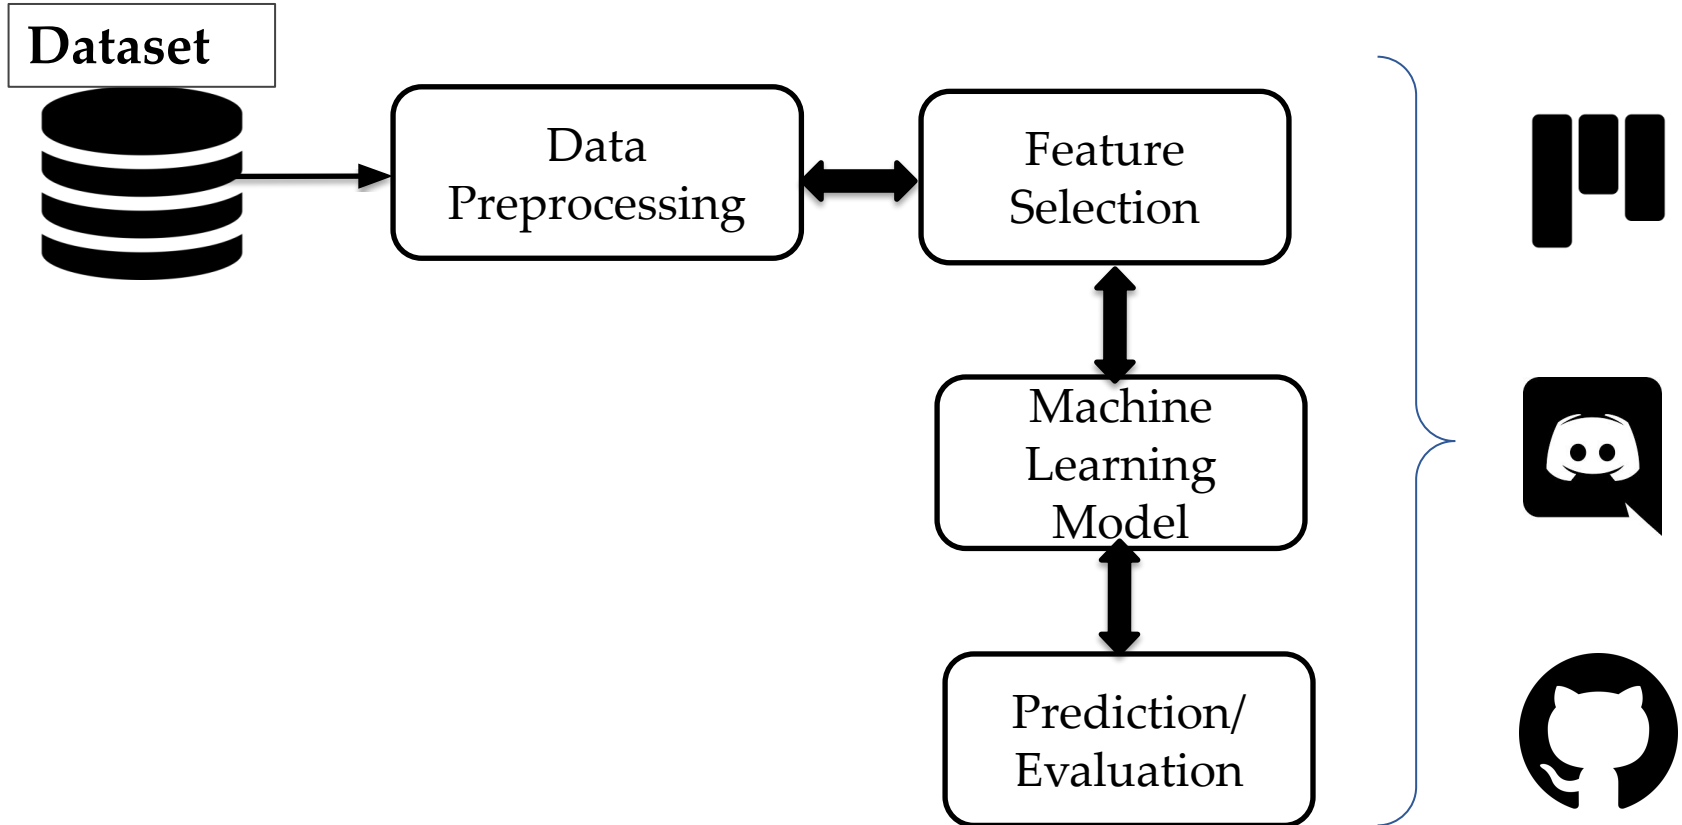 Dataset
Data
Preprocessing
Feature
Selection
Machine
Learning
Model
Prediction/
Evaluation